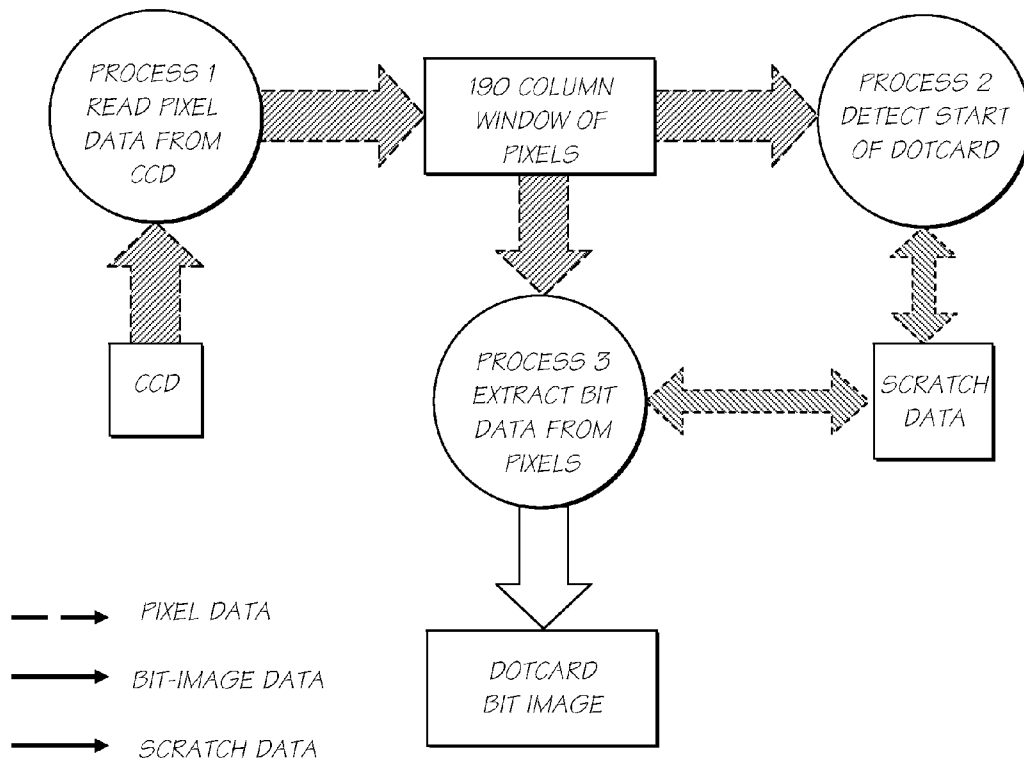 PROCESS 1
READ PIXEL
DATA FROM
CCD
190 COLUMN
WINDOW OF
PIXELS
PROCESS 2
DETECT START
OF DOTCARD
CCD
PROCESS 3
EXTRACT BIT
DATA FROM
PIXELS
SCRATCH
DATA
PIXEL DATA
BIT-IMAGE DATA
SCRATCH DATA
DOTCARD
BIT IMAGE